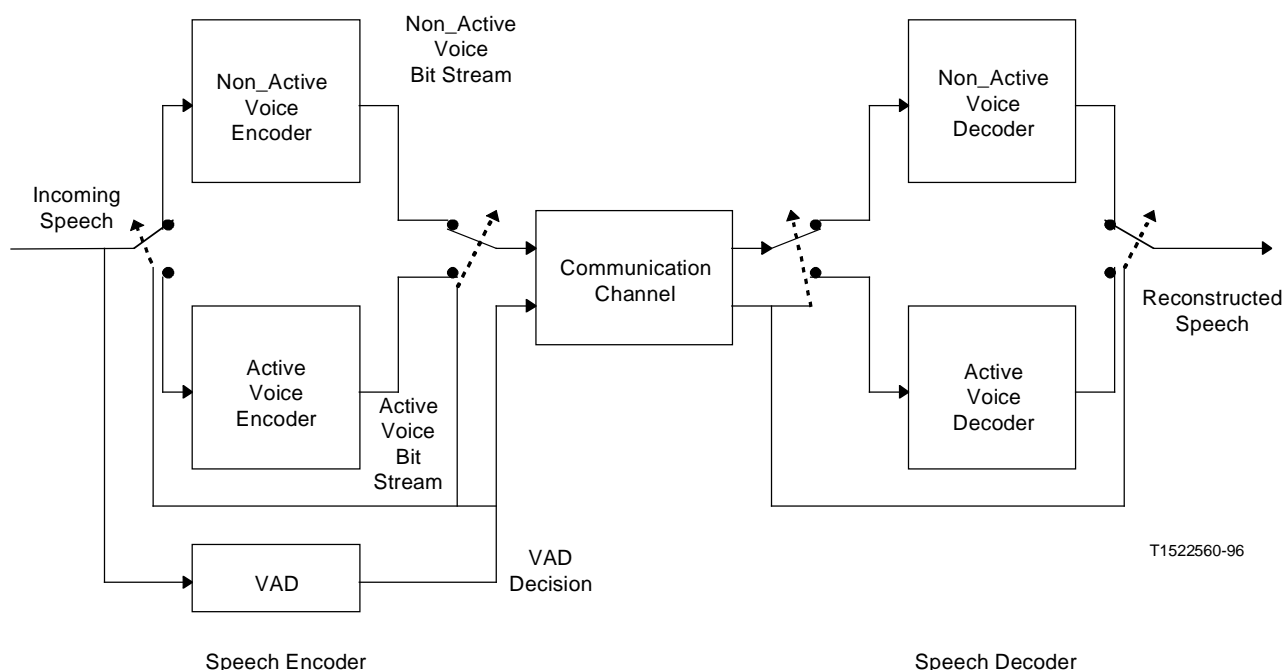 Non_Active
Voice
Bit Stream
Non_Active
Voice
Encoder
Non_Active
Voice
Decoder
Incoming
Speech
Communication
Channel
Reconstructed
Speech
Active
Voice
Encoder
Active
Voice
Bit
Stream
Active
Voice
Decoder
VAD
VAD
Decision
T1522560-96
Speech Encoder
Speech Decoder